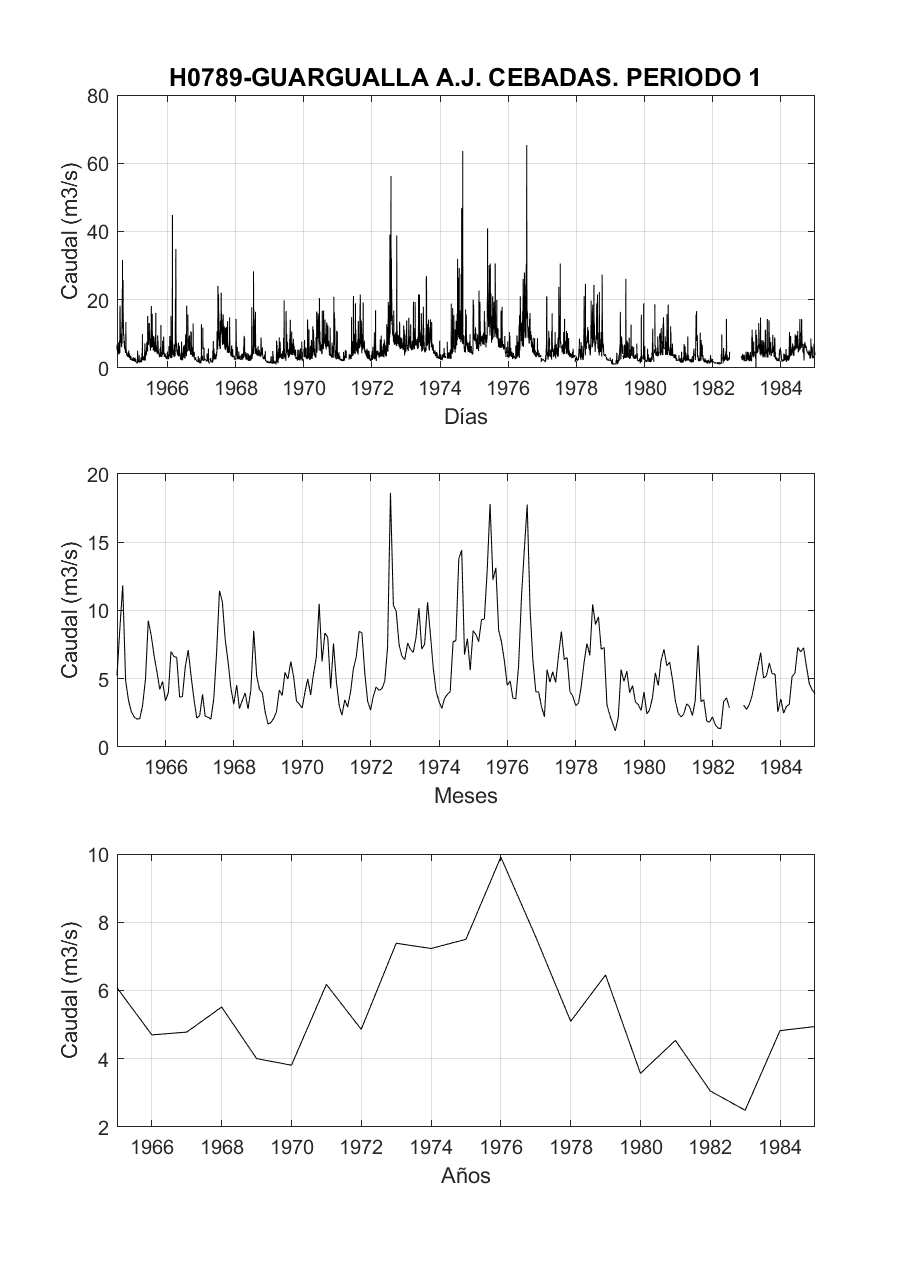 H0789-GUARGUALLA A.J. CEBADAS. PERIODO 1
80
60
40
20
0
Caudal (m3/s)
1966 1968 1970 1972 1974 1976 1978 1980 1982 1984
Días
20
15
10
5
0
Caudal (m3/s)
1966 1968 1970 1972 1974 1976 1978 1980 1982 1984
Meses
10
8
6
4
2
Caudal (m3/s)
1966 1968 1970 1972 1974 1976 1978 1980 1982 1984
Años